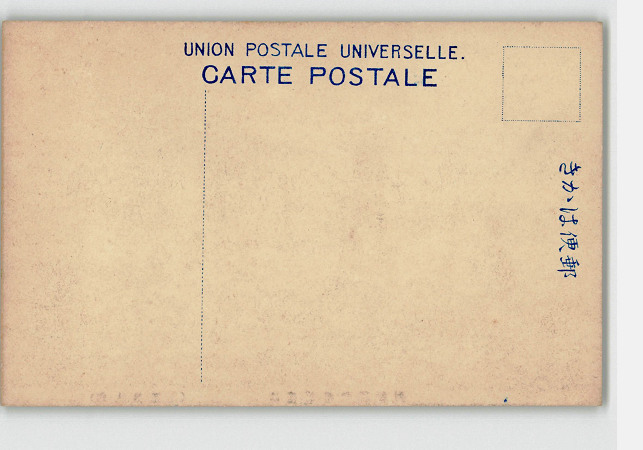 UNION POSTALE UNIVERSELLE.
CARTE POSTALE
きかは便郵